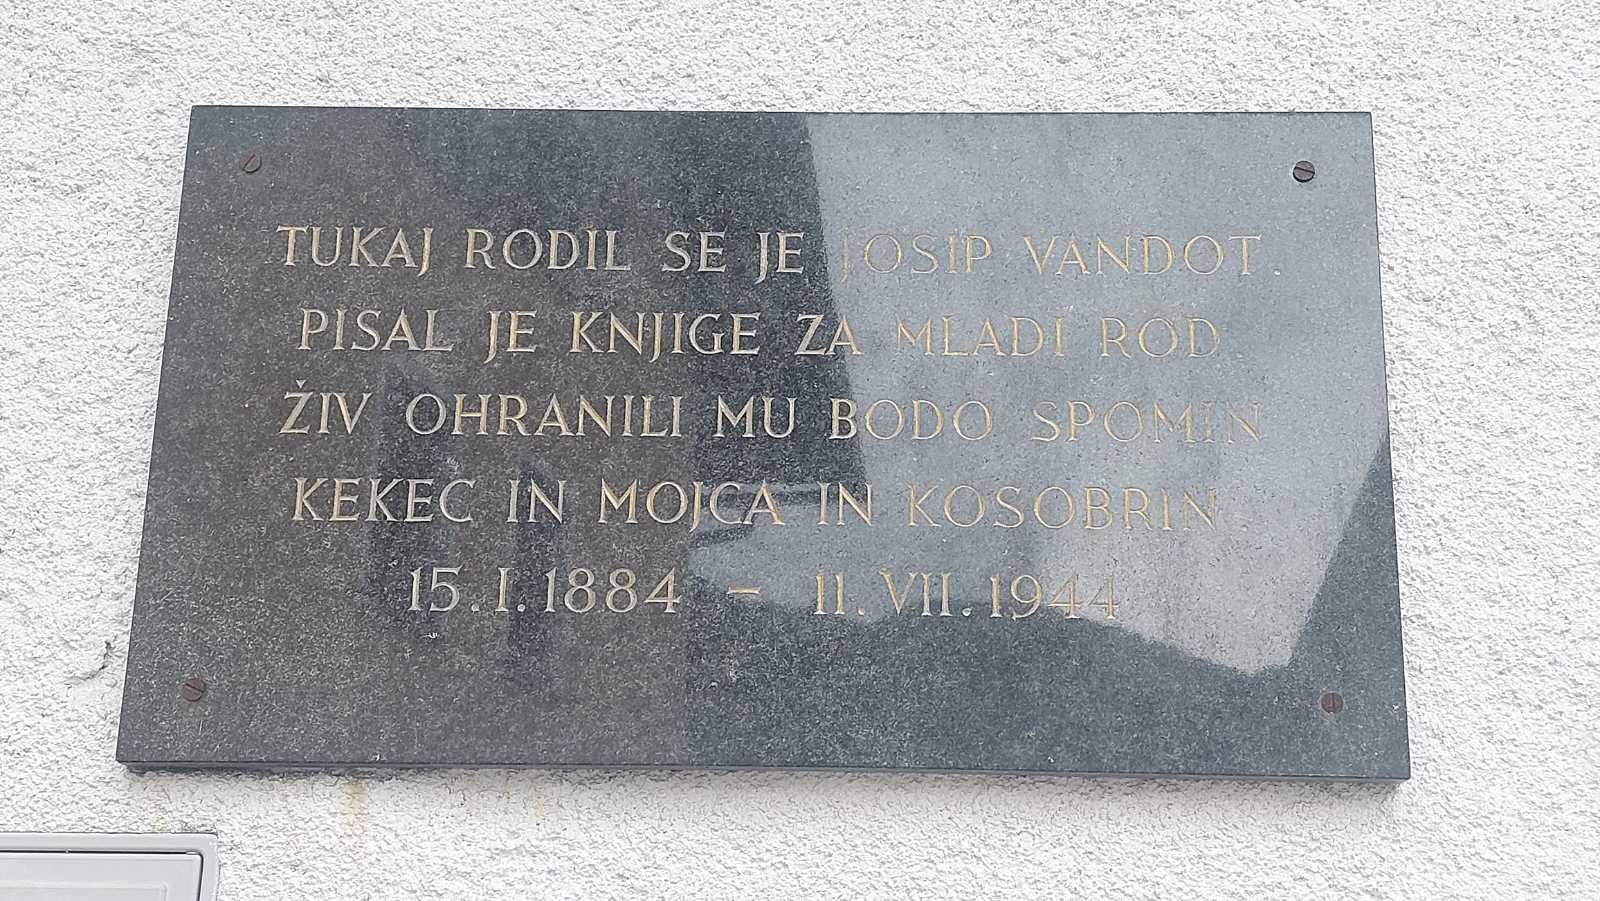 TUKAJ RODIL SE JE JOSIP VANDOT
PISAL JE KNJIGE ZA MLADI ROD
ŽIV OHRANILI MU BODO SPOMIN
KEKEC IN MOJCA IN KOSOBRIN
15. I. 1884 – 11. VII. 1944